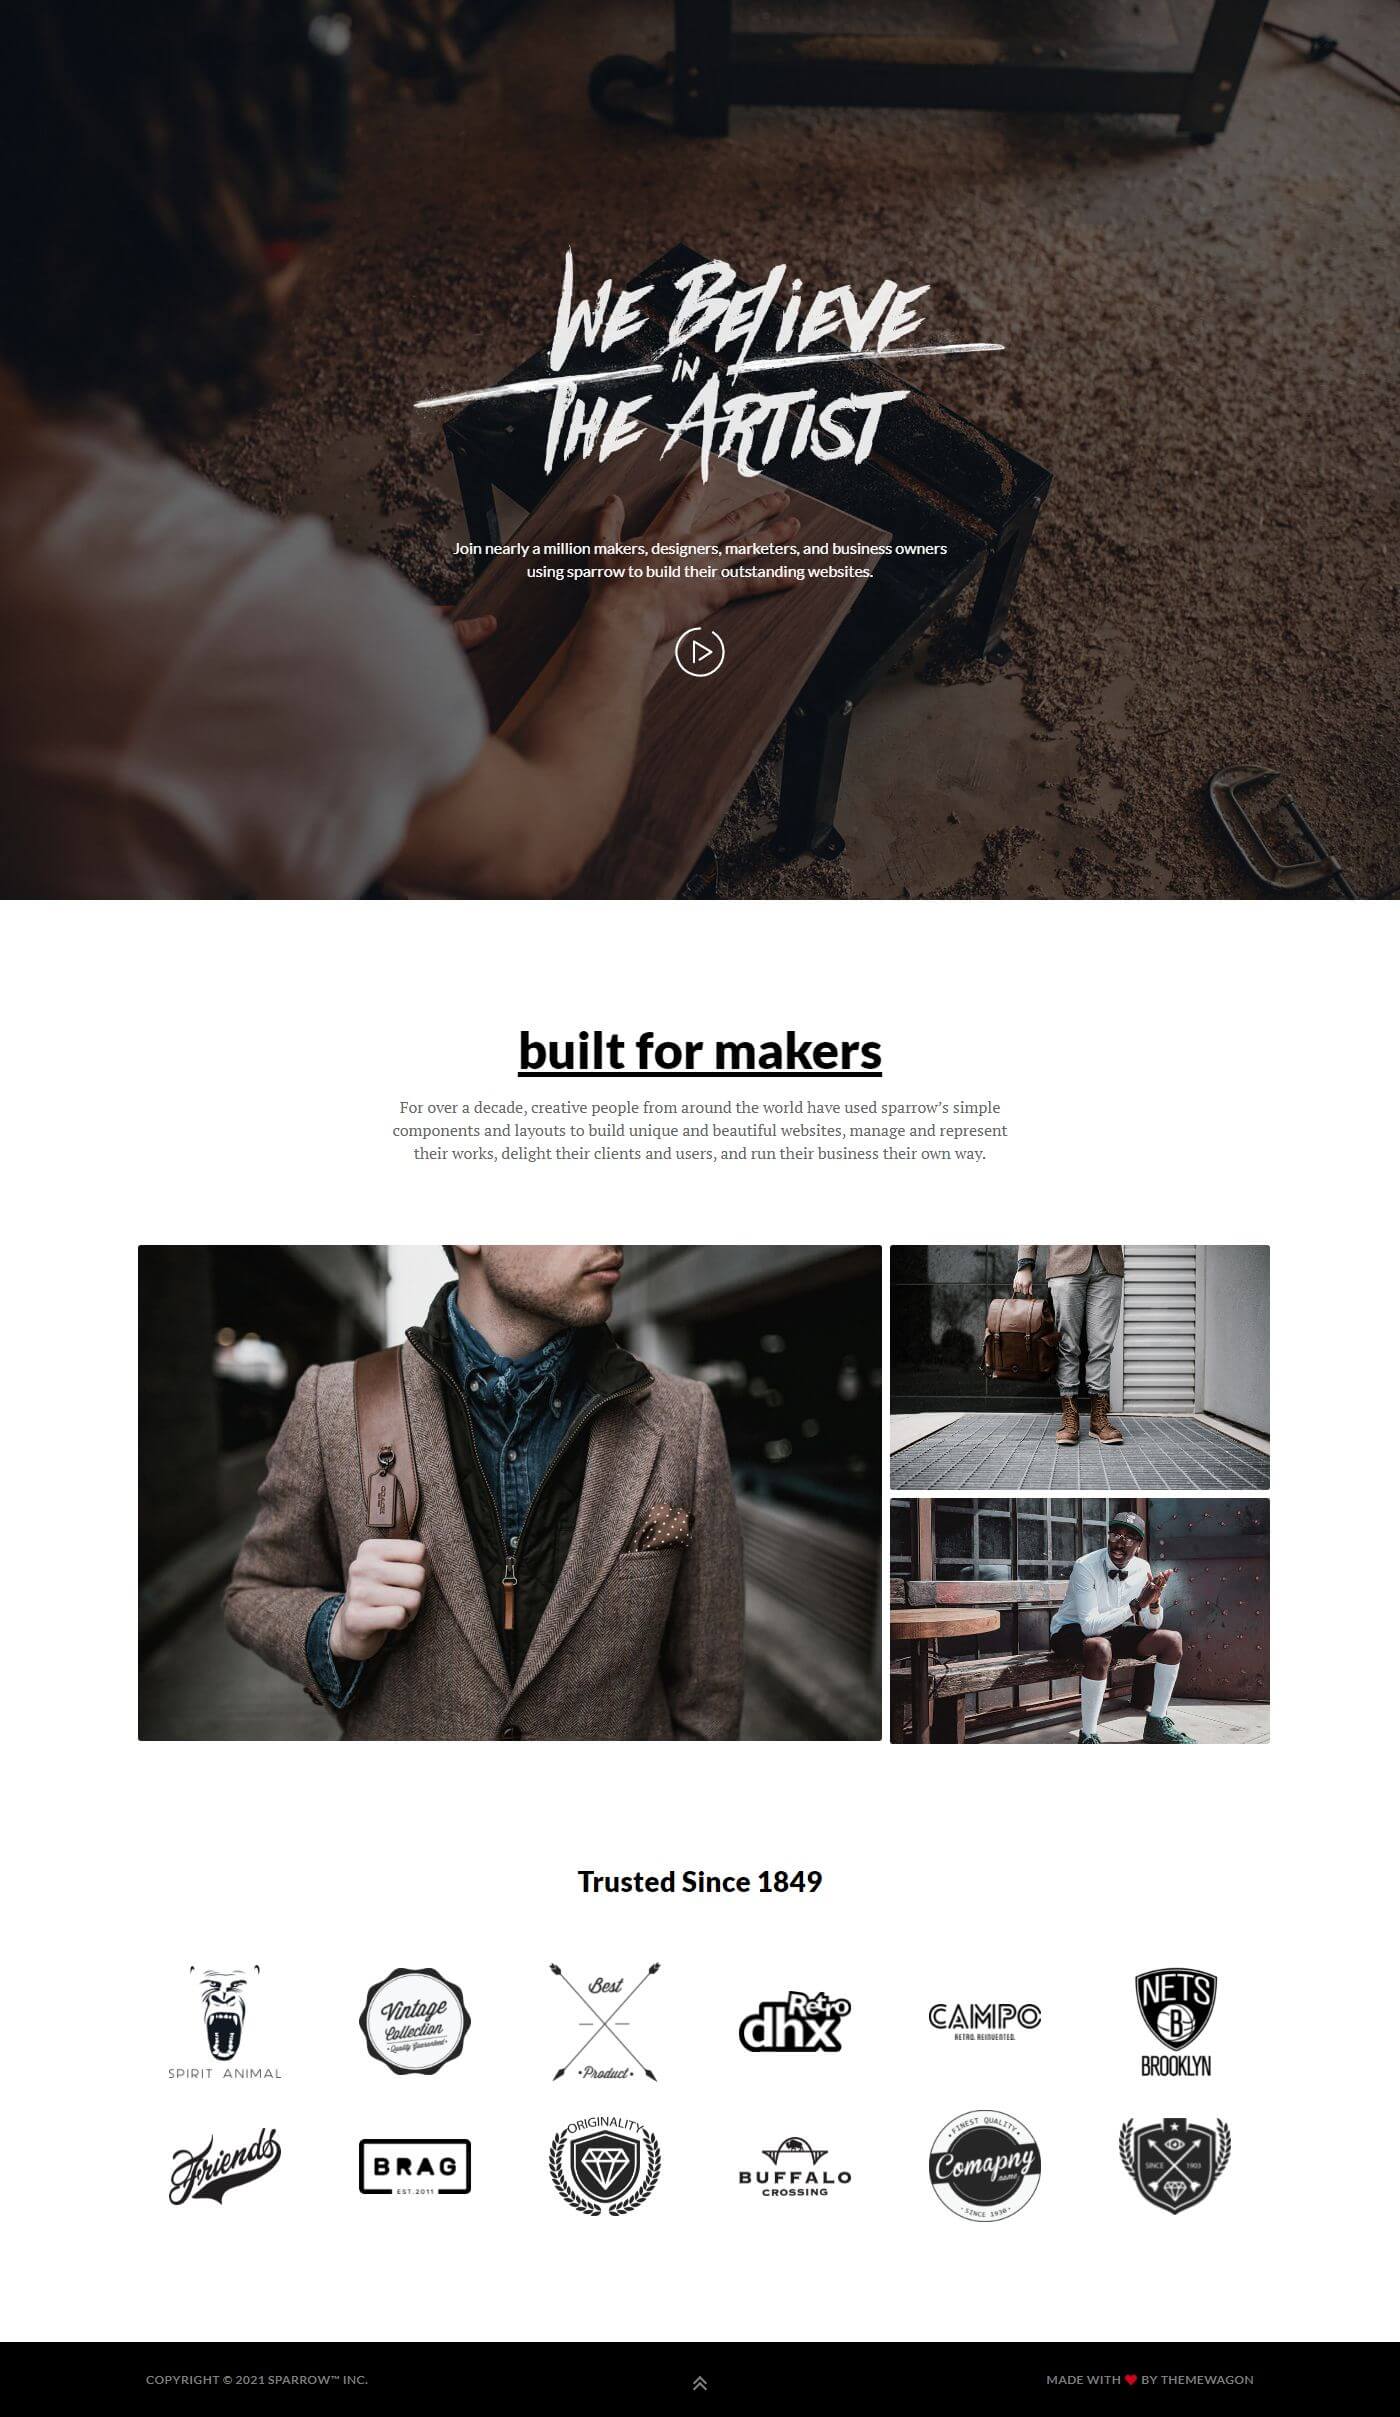 We Believe
in
The Artist
Join nearly a million makers, designers, marketers, and business owners
using sparrow to build their outstanding websites.
built for makers
For over a decade, creative people from around the world have used sparrow’s simple
components and layouts to build unique and beautiful websites, manage and represent
their works, delight their clients and users, and run their business their own way.
Trusted Since 1849
SPIRIT ANIMAL
Vintage
Collection
• Quality Guaranteed •
Best
• Product •
Retro
dhx
CAMPO
RETRO. REINVENTED.
NETS
B
BROOKLYN
Friends
BRAG
EST.2011
ORIGINALITY
BUFFALO
CROSSING
• FINEST QUALITY •
Comapny
name
• SINCE 1930 •
SINCE 1903
COPYRIGHT © 2021 SPARROW™ INC.
MADE WITH ❤ BY THEMEWAGON